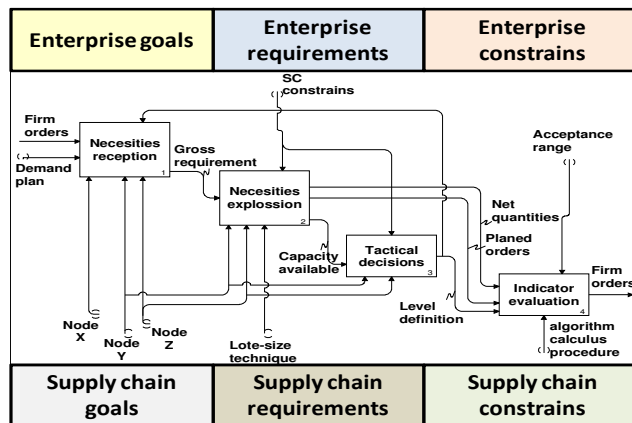 Enterprise goals
Enterprise
requirements
Enterprise
constrains
SC
constrains
Firm
orders
Demand
plan
Necesities
reception
1
Gross
requirement
Necesities
explossion
2
Acceptance
range
Net
quantities
Planed
orders
Capacity
available
Tactical
decisions
3
Level
definition
Indicator
evaluation
4
Firm
orders
Node
X
Node
Y
Node
Z
Lote-size
technique
algorithm
calculus
procedure
Supply chain
goals
Supply chain
requirements
Supply chain
constrains